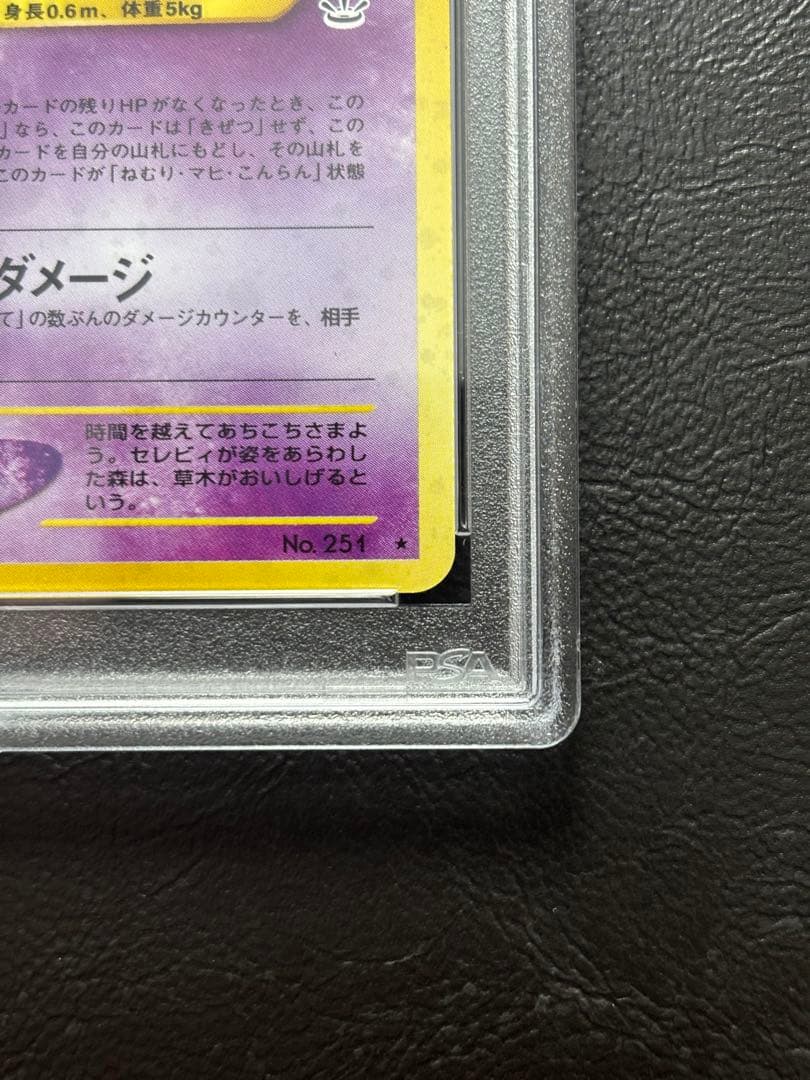 身長0.6m、体重5kg
カードの残りHPがなくなったとき、この
」なら、このカードは「きぜつ」せず、この
カードを自分の山札にもどし、その山札を
このカードが「ねむり・マヒ・こんらん」状態
ダメージ
て」の数ぶんのダメージカウンターを、相手
時間を越えてあちこちさまよ
う。セレビィが姿をあらわし
た森は、草木がおいしげると
いう。
No. 251 ★
PSA